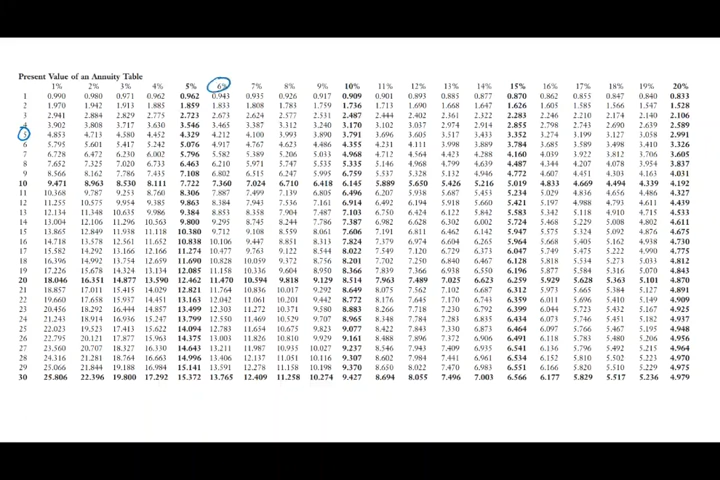 Present Value of an Annuity Table
1% 2% 3% 4% 5% 6% 7% 8% 9% 10% 11% 12% 13% 14% 15% 16% 17% 18% 19% 20%
1 0.990 0.980 0.971 0.962 0.962 0.943 0.935 0.926 0.917 0.909 0.901 0.893 0.885 0.877 0.870 0.862 0.855 0.847 0.840 0.833
2 1.970 1.942 1.913 1.885 1.859 1.833 1.808 1.783 1.759 1.736 1.713 1.690 1.668 1.647 1.626 1.605 1.585 1.566 1.547 1.528
3 2.941 2.884 2.829 2.775 2.723 2.673 2.624 2.577 2.531 2.487 2.444 2.402 2.361 2.322 2.283 2.246 2.210 2.174 2.140 2.106
4 3.902 3.808 3.717 3.630 3.546 3.465 3.387 3.312 3.240 3.170 3.102 3.037 2.974 2.914 2.855 2.798 2.743 2.690 2.639 2.589
5 4.853 4.713 4.580 4.452 4.329 4.212 4.100 3.993 3.890 3.791 3.696 3.605 3.517 3.433 3.352 3.274 3.199 3.127 3.058 2.991
6 5.795 5.601 5.417 5.242 5.076 4.917 4.767 4.623 4.486 4.355 4.231 4.111 3.998 3.889 3.784 3.685 3.589 3.498 3.410 3.326
7 6.728 6.472 6.230 6.002 5.796 5.582 5.389 5.206 5.033 4.968 4.712 4.564 4.423 4.288 4.160 4.039 3.922 3.812 3.706 3.605
8 7.652 7.325 7.020 6.733 6.463 6.210 5.971 5.747 5.535 5.335 5.146 4.968 4.799 4.639 4.487 4.344 4.207 4.078 3.954 3.837
9 8.566 8.162 7.786 7.435 7.108 6.802 6.515 6.247 5.995 6.759 5.537 5.328 5.132 4.946 4.772 4.607 4.451 4.303 4.163 4.031
10 9.471 8.963 8.530 8.111 7.722 7.360 7.024 6.710 6.418 6.145 5.889 5.650 5.426 5.216 5.019 4.833 4.669 4.494 4.339 4.192
11 10.368 9.787 9.253 8.760 8.306 7.887 7.499 7.139 6.805 6.496 6.207 5.938 5.687 5.453 5.234 5.029 4.836 4.656 4.486 4.327
12 11.255 10.575 9.954 9.385 9.863 8.384 7.943 7.536 7.161 6.914 6.492 6.194 5.918 5.660 5.421 5.197 4.988 4.793 4.611 4.439
13 12.134 11.348 10.635 9.986 9.384 8.853 8.358 7.904 7.487 7.103 6.750 6.424 6.122 5.842 5.583 5.342 5.118 4.910 4.715 4.533
14 13.004 12.106 11.296 10.563 9.800 9.295 8.745 8.244 7.786 7.387 6.982 6.628 6.302 6.002 5.724 5.468 5.229 5.008 4.802 4.611
15 13.865 12.849 11.938 11.118 10.380 9.712 9.108 8.559 8.061 7.606 7.191 6.811 6.462 6.142 5.947 5.575 5.324 5.092 4.876 4.675
16 14.718 13.578 12.561 11.652 10.838 10.106 9.447 8.851 8.313 7.824 7.379 6.974 6.604 6.265 5.964 5.668 5.405 5.162 4.938 4.730
17 15.582 14.292 13.166 12.166 11.274 10.477 9.763 9.122 8.544 8.022 7.549 7.120 6.729 6.373 6.047 5.749 5.475 5.222 4.990 4.775
18 16.396 14.992 13.754 12.659 11.690 10.828 10.059 9.372 8.756 8.201 7.702 7.250 6.840 6.467 6.128 5.818 5.534 5.273 5.033 4.812
19 17.226 15.678 14.324 13.134 12.085 11.158 10.336 9.604 8.950 8.366 7.839 7.366 6.938 6.550 6.196 5.877 5.584 5.316 5.070 4.843
20 18.046 16.351 14.877 13.590 12.462 11.470 10.594 9.818 9.129 8.514 7.963 7.489 7.025 6.623 6.259 5.929 5.628 5.363 5.101 4.870
21 18.857 17.011 15.415 14.029 12.821 11.764 10.836 10.017 9.292 8.649 8.075 7.562 7.102 6.687 6.312 5.973 5.665 5.384 5.127 4.891
22 19.660 17.658 15.937 14.451 13.163 12.042 11.061 10.201 9.442 8.772 8.176 7.645 7.170 6.743 6.359 6.011 5.696 5.410 5.149 4.909
23 20.456 18.292 16.444 14.857 13.499 12.303 11.272 10.371 9.580 8.883 8.266 7.718 7.230 6.792 6.399 6.044 5.723 5.432 5.167 4.925
24 21.243 18.914 16.936 15.247 13.799 12.550 11.469 10.529 9.707 8.965 8.348 7.784 7.283 6.835 6.434 6.073 5.746 5.451 5.182 4.937
25 22.023 19.523 17.413 15.622 14.094 12.783 11.654 10.675 9.823 9.077 8.422 7.843 7.330 6.873 6.464 6.097 5.766 5.467 5.195 4.948
26 22.795 20.121 17.877 15.963 14.375 13.003 11.826 10.810 9.929 9.161 8.488 7.896 7.372 6.906 6.491 6.118 5.783 5.480 5.206 4.956
27 23.560 20.707 18.327 16.330 14.643 13.211 11.987 10.935 10.027 9.237 8.546 7.943 7.409 6.935 6.541 6.136 5.796 5.492 5.215 4.964
28 24.316 21.281 18.764 16.663 14.996 13.406 12.137 11.051 10.116 9.307 8.602 7.984 7.441 6.961 6.534 6.152 5.810 5.502 5.223 4.970
29 25.066 21.844 19.188 16.984 15.141 13.591 12.278 11.158 10.198 9.370 8.650 8.022 7.470 6.983 6.551 6.166 5.820 5.510 5.229 4.975
30 25.806 22.396 19.800 17.292 15.372 13.765 12.409 11.258 10.274 9.427 8.694 8.055 7.496 7.003 6.566 6.177 5.829 5.517 5.236 4.979